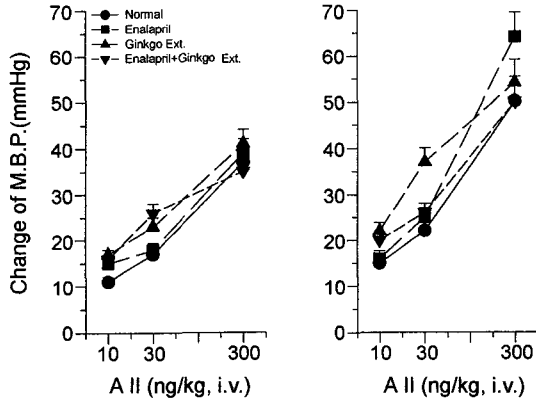 Normal
Enalapril
Ginkgo Ext.
Enalapril+Ginkgo Ext.
Change of M.B.P.(mmHg)
70
60
50
40
30
20
10
0
10 30 300
A II (ng/kg, i.v.)
70
60
50
40
30
20
10
0
10 30 300
A II (ng/kg, i.v.)